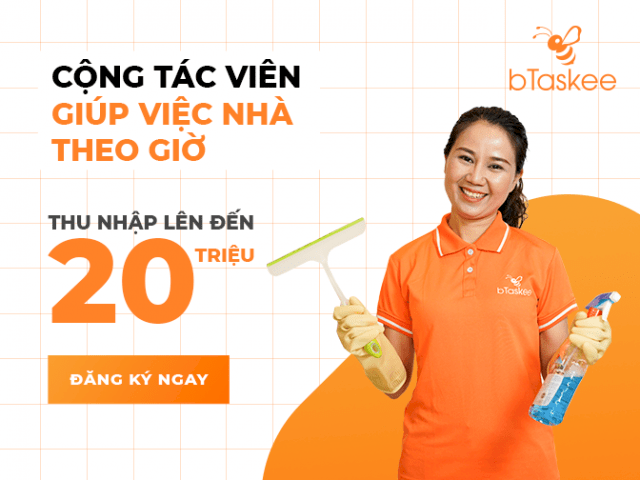 bTaskee
CỘNG TÁC VIÊN
GIÚP VIỆC NHÀ
THEO GIỜ
THU NHẬP LÊN ĐẾN
20 TRIỆU
bTaskee
ĐĂNG KÝ NGAY